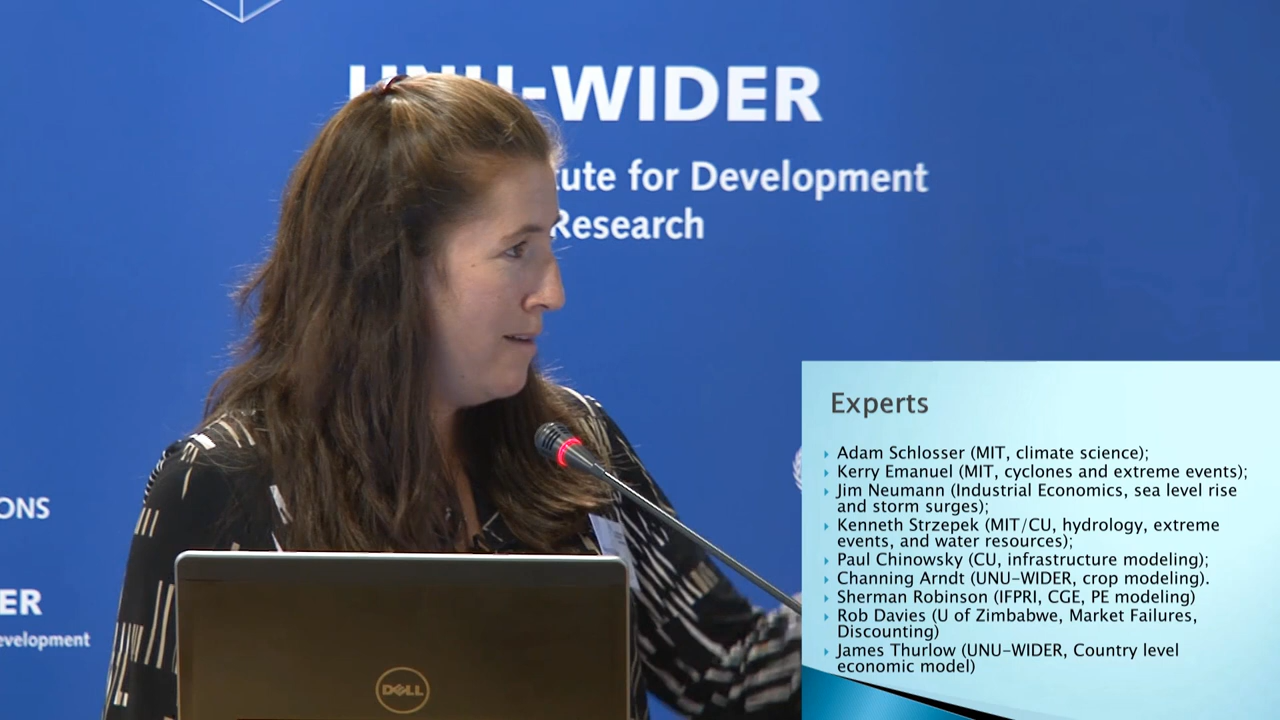 UNU-WIDER
ute for Development
Research
ONS
ER
evelopment
DELL
Experts
Adam Schlosser (MIT, climate science);
Kerry Emanuel (MIT, cyclones and extreme events);
Jim Neumann (Industrial Economics, sea level rise
and storm surges);
Kenneth Strzepek (MIT/CU, hydrology, extreme
events, and water resources);
Paul Chinowsky (CU, infrastructure modeling);
Channing Arndt (UNU-WIDER, crop modeling).
Sherman Robinson (IFPRI, CGE, PE modeling)
Rob Davies (U of Zimbabwe, Market Failures,
Discounting)
James Thurlow (UNU-WIDER, Country level
economic model)